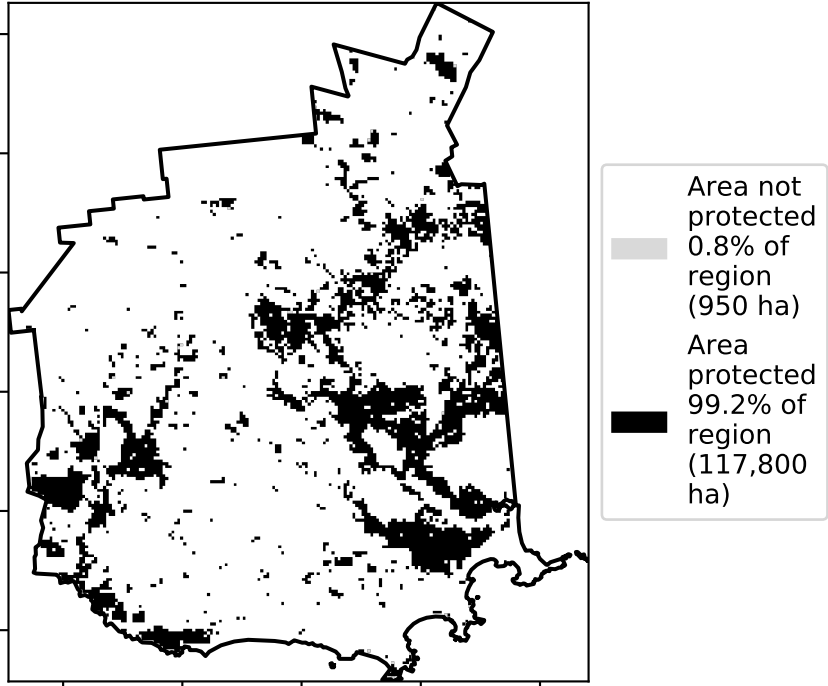 Area not
protected
0.8% of
region
(950 ha)
Area
protected
99.2% of
region
(117,800
ha)